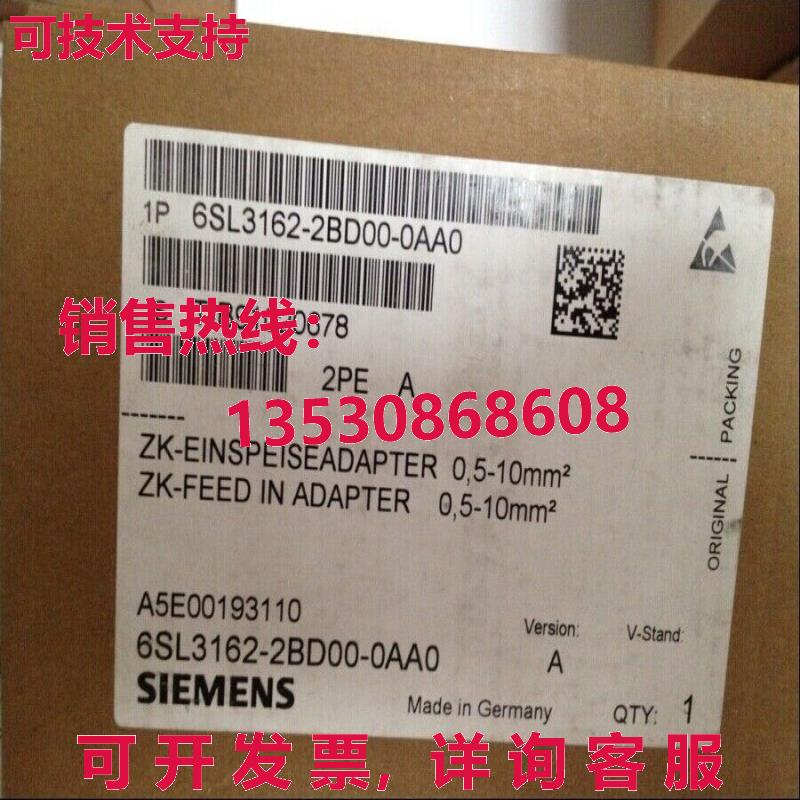 可技术支持
1P 6SL3162-2BD00-0AA0
销售热线:
0878
2PE A
13530868608
ZK-EINSPEISEADAPTER 0,5-10mm²
ZK-FEED IN ADAPTER 0,5-10mm²
ORIGINAL PACKING
A5E00193110
6SL3162-2BD00-0AA0
Version: V-Stand:
A
SIEMENS
Made in Germany
QTY: 1
可开发票, 详询客服